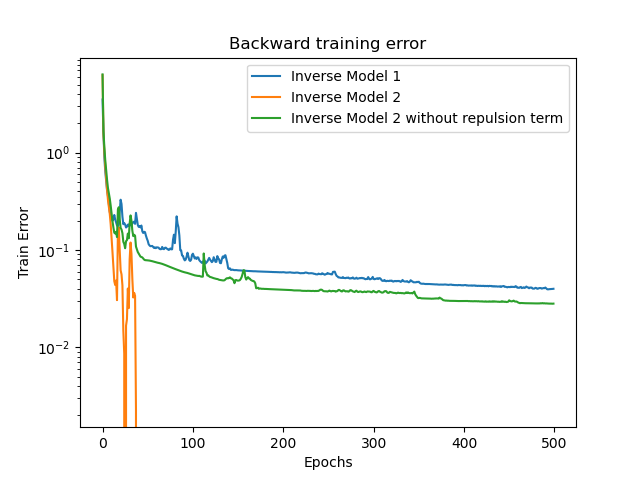 Backward training error
Inverse Model 1
Inverse Model 2
Inverse Model 2 without repulsion term
Train Error
10⁰
10⁻¹
10⁻²
0 100 200 300 400 500
Epochs